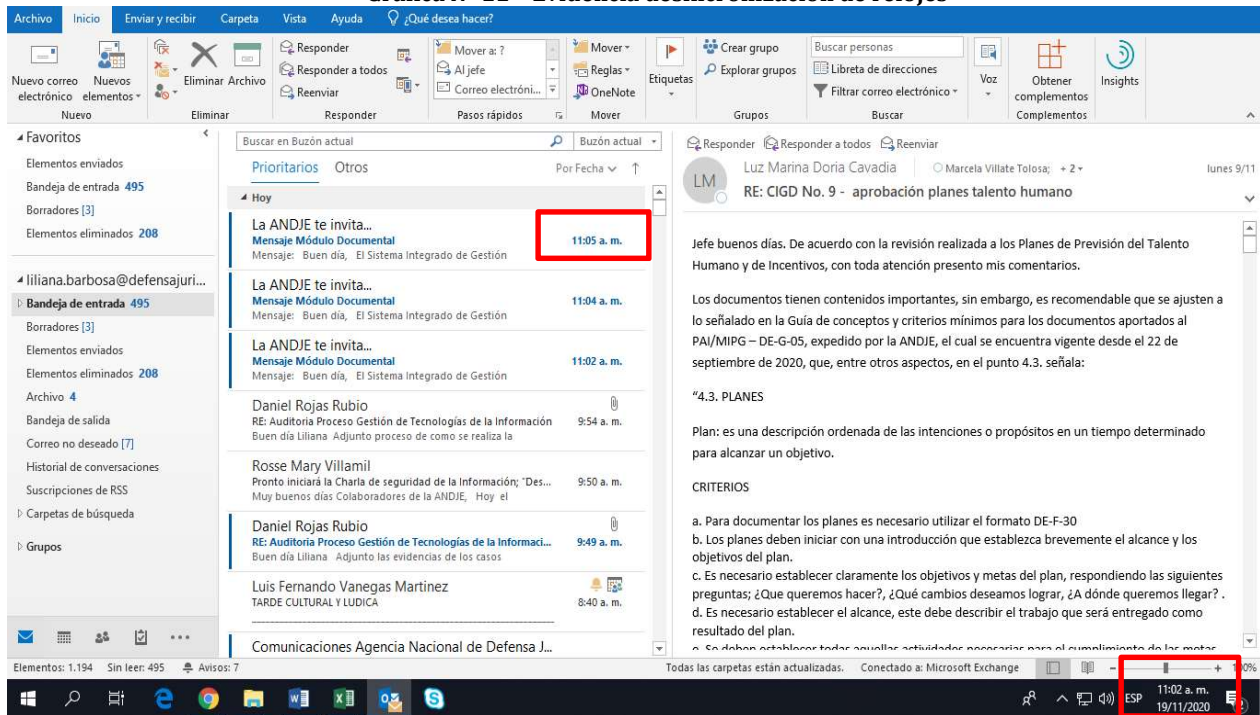 Archivo Inicio Enviar y recibir Carpeta Vista Ayuda ¿Qué desea hacer?
Nuevo correo electrónico
Nuevos elementos
Eliminar Archivo
Responder
Responder a todos
Reenviar
Mover a: ?
Al jefe
Correo electróni...
Mover
Reglas
OneNote
Etiquetas
Crear grupo
Explorar grupos
Buscar personas
Libreta de direcciones
Filtrar correo electrónico
Voz
Obtener complementos
Insights
Nuevo Eliminar Responder Pasos rápidos Mover Grupos Buscar Complementos
Favoritos
Elementos enviados
Bandeja de entrada 495
Borradores [3]
Elementos eliminados 208
liliana.barbosa@defensajuri...
Bandeja de entrada 495
Borradores [3]
Elementos enviados
Elementos eliminados 208
Archivo 4
Bandeja de salida
Correo no deseado [7]
Historial de conversaciones
Suscripciones de RSS
Carpetas de búsqueda
Grupos
Buscar en Buzón actual Buzón actual
Prioritarios Otros Por Fecha
Hoy
La ANDJE te invita...
Mensaje Módulo Documental 11:05 a. m.
Mensaje: Buen día, El Sistema Integrado de Gestión
La ANDJE te invita...
Mensaje Módulo Documental 11:04 a. m.
Mensaje: Buen día, El Sistema Integrado de Gestión
La ANDJE te invita...
Mensaje Módulo Documental 11:02 a. m.
Mensaje: Buen día, El Sistema Integrado de Gestión
Daniel Rojas Rubio
RE: Auditoria Proceso Gestión de Tecnologías de la Información 9:54 a. m.
Buen día Liliana Adjunto proceso de como se realiza la
Rosse Mary Villamil
Pronto iniciará la Charla de seguridad de la Información; "Des... 9:50 a. m.
Muy buenos días Colaboradores de la ANDJE, Hoy el
Daniel Rojas Rubio
RE: Auditoria Proceso Gestión de Tecnologías de la Informaci... 9:49 a. m.
Buen día Liliana Adjunto las evidencias de los casos
Luis Fernando Vanegas Martinez
TARDE CULTURAL Y LUDICA 8:40 a. m.
Comunicaciones Agencia Nacional de Defensa J...
Responder Responder a todos Reenviar
LM
Luz Marina Doria Cavadia Marcela Villate Tolosa; + 2 lunes 9/11
RE: CIGD No. 9 - aprobación planes talento humano
Jefe buenos días. De acuerdo con la revisión realizada a los Planes de Previsión del Talento
Humano y de Incentivos, con toda atención presento mis comentarios.
Los documentos tienen contenidos importantes, sin embargo, es recomendable que se ajusten a
lo señalado en la Guía de conceptos y criterios mínimos para los documentos aportados al
PAI/MIPG – DE-G-05, expedido por la ANDJE, el cual se encuentra vigente desde el 22 de
septiembre de 2020, que, entre otros aspectos, en el punto 4.3. señala:
“4.3. PLANES
Plan: es una descripción ordenada de las intenciones o propósitos en un tiempo determinado
para alcanzar un objetivo.
CRITERIOS
a. Para documentar los planes es necesario utilizar el formato DE-F-30
b. Los planes deben iniciar con una introducción que establezca brevemente el alcance y los
objetivos del plan.
c. Es necesario establecer claramente los objetivos y metas del plan, respondiendo las siguientes
preguntas; ¿Que queremos hacer?, ¿Qué cambios deseamos lograr, ¿A dónde queremos llegar? .
d. Es necesario establecer el alcance, este debe describir el trabajo que será entregado como
resultado del plan.
Elementos: 1.194 Sin leer: 495 Avisos: 7 Todas las carpetas están actualizadas. Conectado a: Microsoft Exchange
ESP 11:02 a. m.
19/11/2020